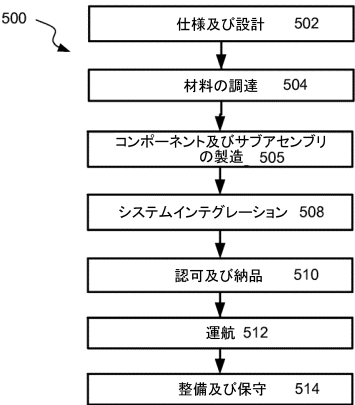 500
仕様及び設計 502
材料の調達 504
コンポーネント及びサブアセンブリ
の製造 505
システムインテグレーション 508
認可及び納品 510
運航 512
整備及び保守 514